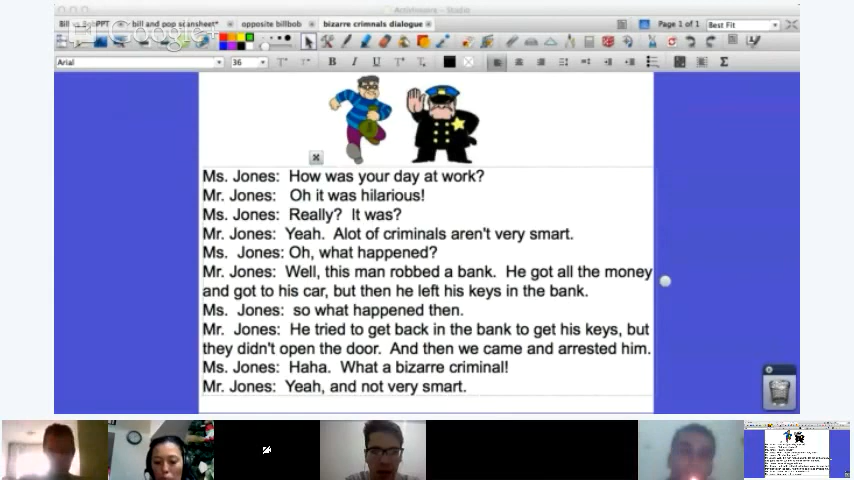 ActivInspire - Studio
opposite billbob
bizarre crimnals dialogue
Page 1 of 1
Best Fit
Google+
Arial
36
B I U
Ms. Jones: How was your day at work?
Mr. Jones: Oh it was hilarious!
Ms. Jones: Really? It was?
Mr. Jones: Yeah. Alot of criminals aren't very smart.
Ms. Jones: Oh, what happened?
Mr. Jones: Well, this man robbed a bank. He got all the money
and got to his car, but then he left his keys in the bank.
Ms. Jones: so what happened then.
Mr. Jones: He tried to get back in the bank to get his keys, but
they didn't open the door. And then we came and arrested him.
Ms. Jones: Haha. What a bizarre criminal!
Mr. Jones: Yeah, and not very smart.